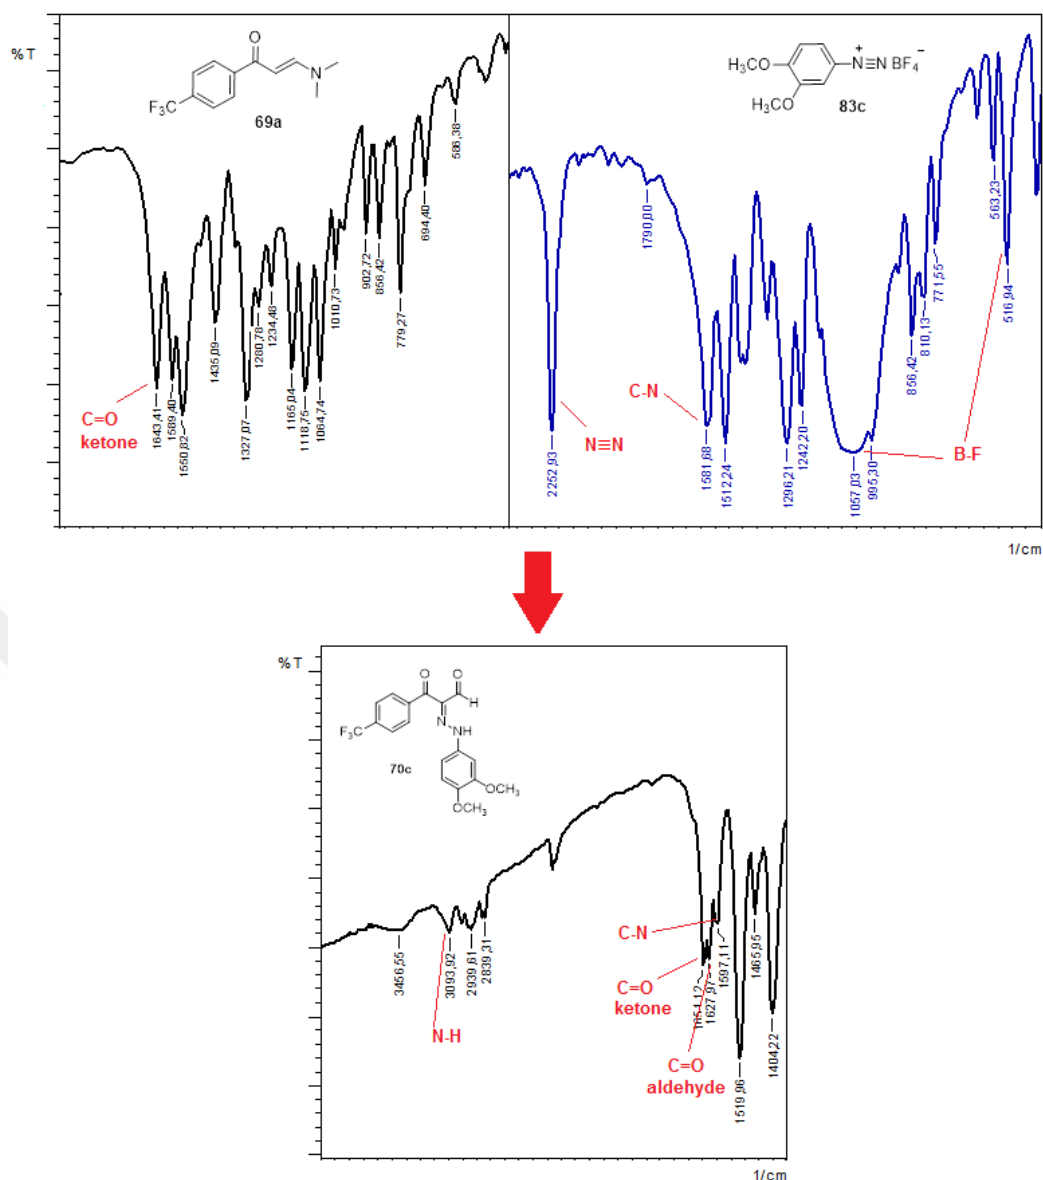 %T
O
N
F₃C
69a
C=O
ketone
1643,41
1589,40
1550,82
1435,09
1327,07
1280,78
1234,48
1165,04
1118,75
1064,74
1010,73
902,72
856,42
779,27
694,40
586,38
H₃CO
H₃CO
+
N≡N BF₄⁻
83c
N≡N
C-N
B-F
2252,93
1790,00
1581,68
1512,24
1296,21
1242,20
1057,03
995,30
856,42
810,13
771,55
563,23
516,94
1/cm
%T
O
O
H
F₃C
N
NH
70c
OCH₃
OCH₃
3456,55
3093,92
2939,61
2839,31
N-H
C-N
C=O
ketone
C=O
aldehyde
1627,97
1597,11
1519,96
1465,95
1404,22
1/cm